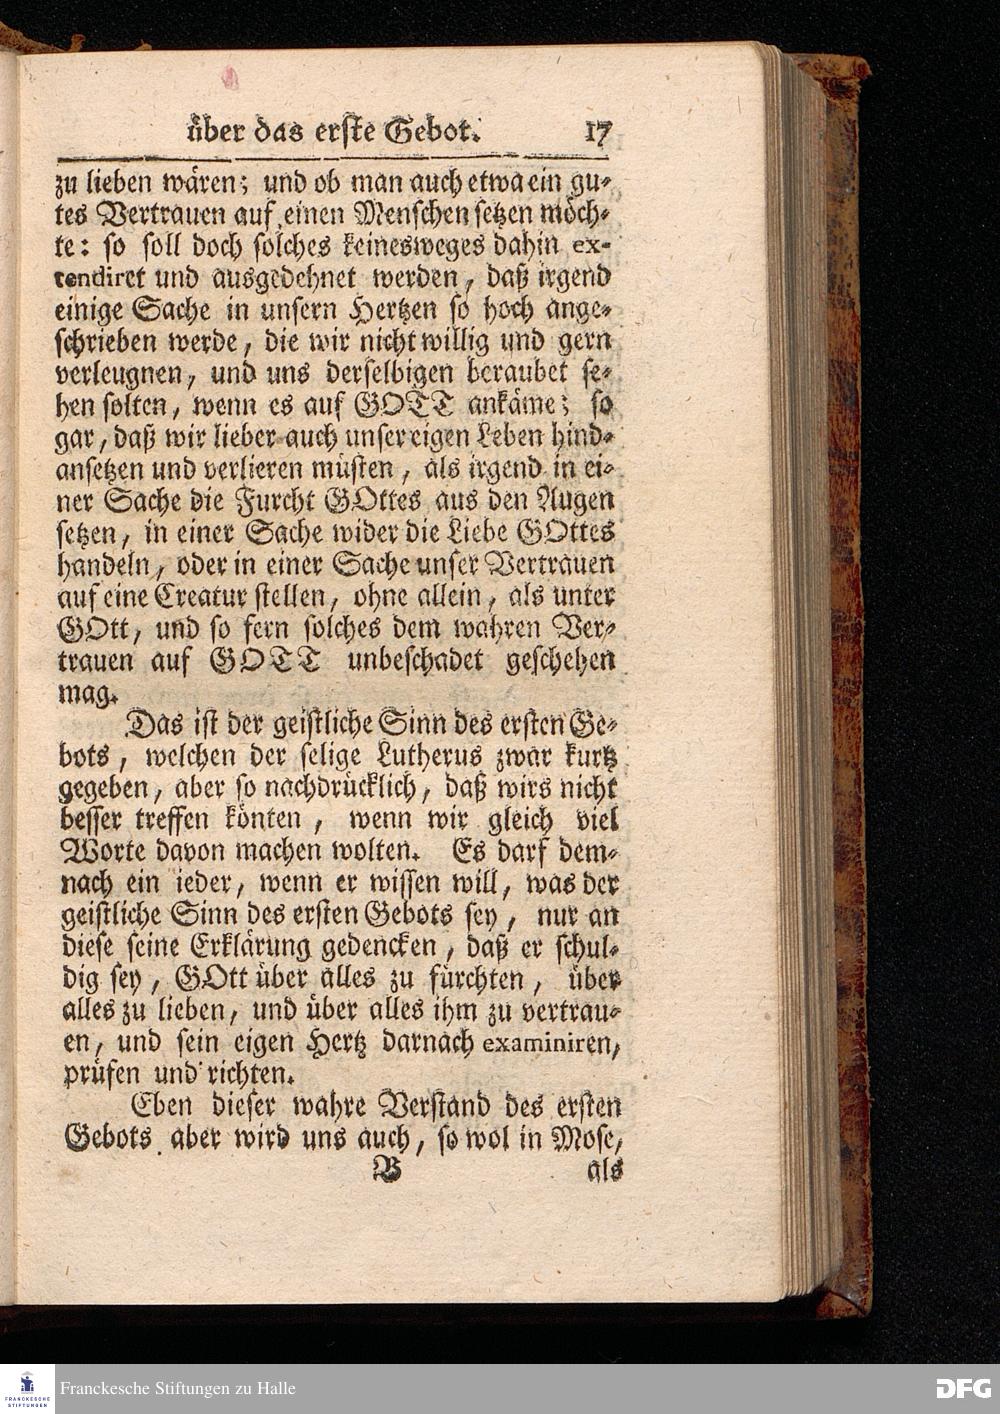 über das erste Gebot. 17
zu lieben wären; und ob man auch etwa ein gu-
tes Vertrauen auf einen Menschen setzen möch-
te: so soll doch solches keinesweges dahin ex-
tendiret und ausgedehnet werden, daß irgend
einige Sache in unsern Hertzen so hoch ange-
schrieben werde, die wir nicht willig und gern
verleugnen, und uns derselbigen beraubet se-
hen solten, wenn es auf GOTT ankäme; so
gar, daß wir lieber auch unser eigen Leben hind-
ansetzen und verlieren müsten, als irgend in ei-
ner Sache die Furcht GOttes aus den Augen
setzen, in einer Sache wider die Liebe GOttes
handeln, oder in einer Sache unser Vertrauen
auf eine Creatur stellen, ohne allein, als unter
GOtt, und so fern solches dem wahren Ver-
trauen auf GOTT unbeschadet geschehen
mag.
Das ist der geistliche Sinn des ersten Ge-
bots, welchen der selige Lutherus zwar kurtz
gegeben, aber so nachdrücklich, daß wirs nicht
besser treffen könten, wenn wir gleich viel
Worte davon machen wolten. Es darf dem-
nach ein ieder, wenn er wissen will, was der
geistliche Sinn des ersten Gebots sey, nur an
diese seine Erklärung gedencken, daß er schul-
dig sey, GOtt über alles zu fürchten, über
alles zu lieben, und über alles ihm zu vertrau-
en, und sein eigen Hertz darnach examiniren,
prüfen und richten.
Eben dieser wahre Verstand des ersten
Gebots aber wird uns auch, so wol in Mose,
B als
FRANCKESCHE
STIFTUNGEN
Franckesche Stiftungen zu Halle
DFG